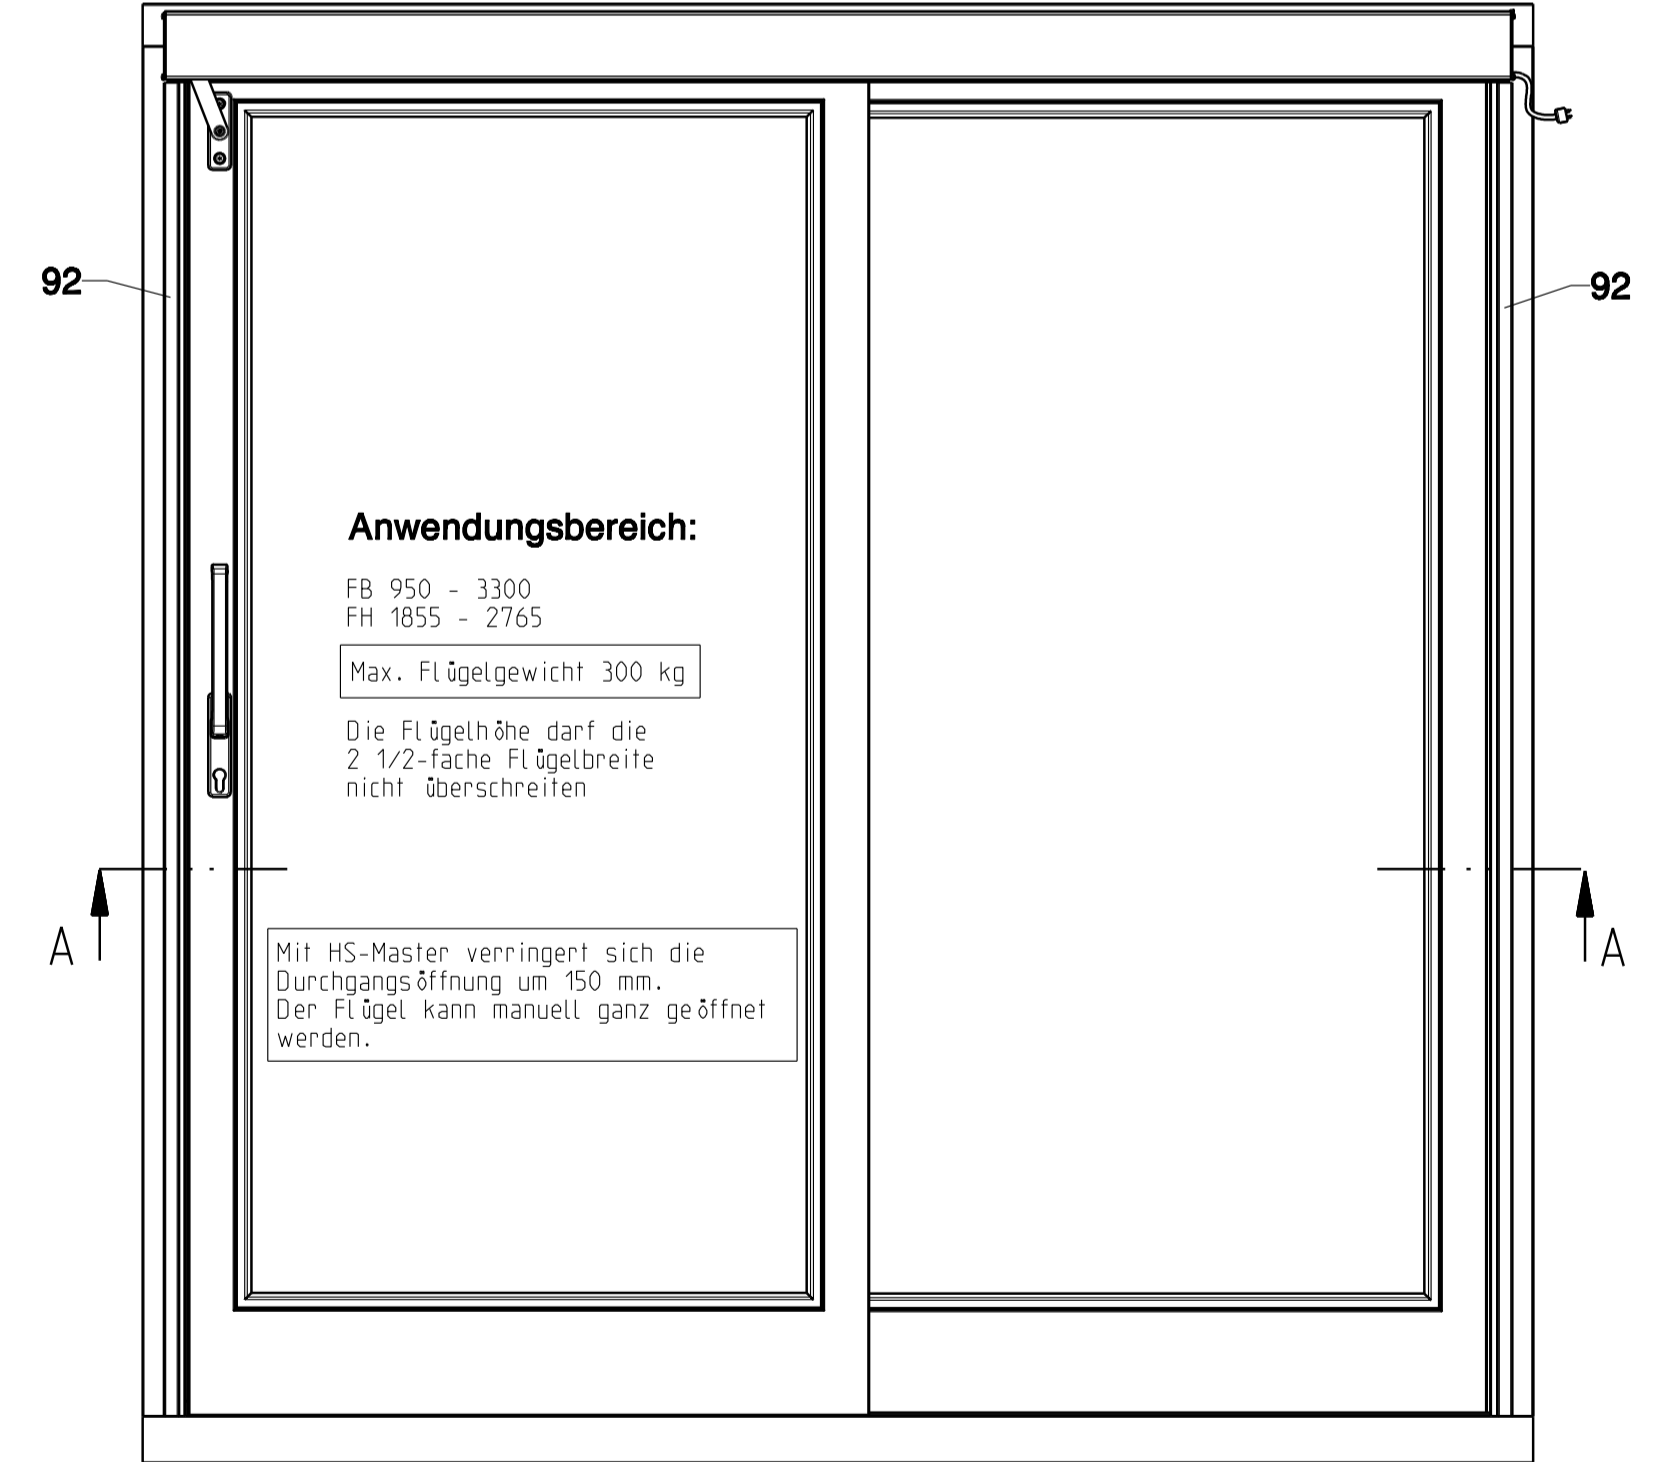 92
92
Anwendungsbereich:
FB 950 - 3300
FH 1855 - 2765
Max. Flügelgewicht 300 kg
Die Flügelhöhe darf die
2 1/2-fache Flügelbreite
nicht überschreiten
A
A
Mit HS-Master verringert sich die
Durchgangsöffnung um 150 mm.
Der Flügel kann manuell ganz geöffnet
werden.